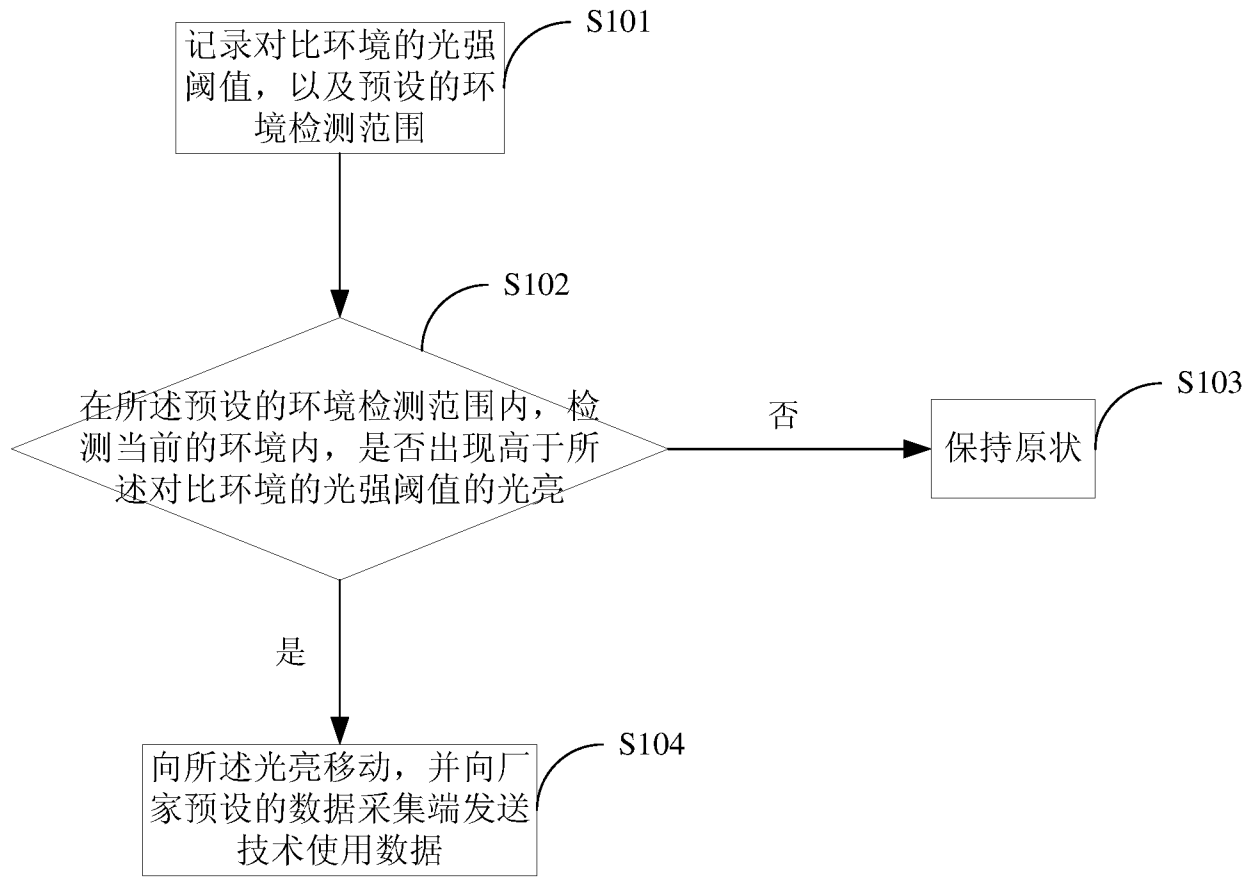 S101
记录对比环境的光强
阈值，以及预设的环
境检测范围
S102
在所述预设的环境检测范围内，检
测当前的环境内，是否出现高于所
述对比环境的光强阈值的光亮
否
S103
保持原状
是
S104
向所述光亮移动，并向厂
家预设的数据采集端发送
技术使用数据